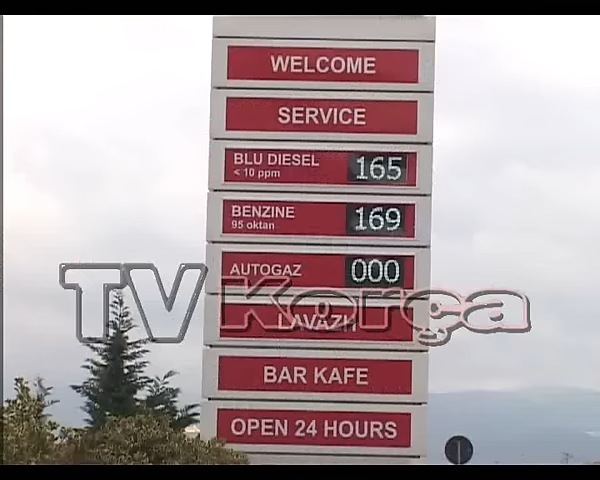 WELCOME
SERVICE
BLU DIESEL 165
< 10 ppm
BENZINE 169
95 oktan
AUTOGAZ 000
TV Korça
LAVAZH
BAR KAFE
OPEN 24 HOURS